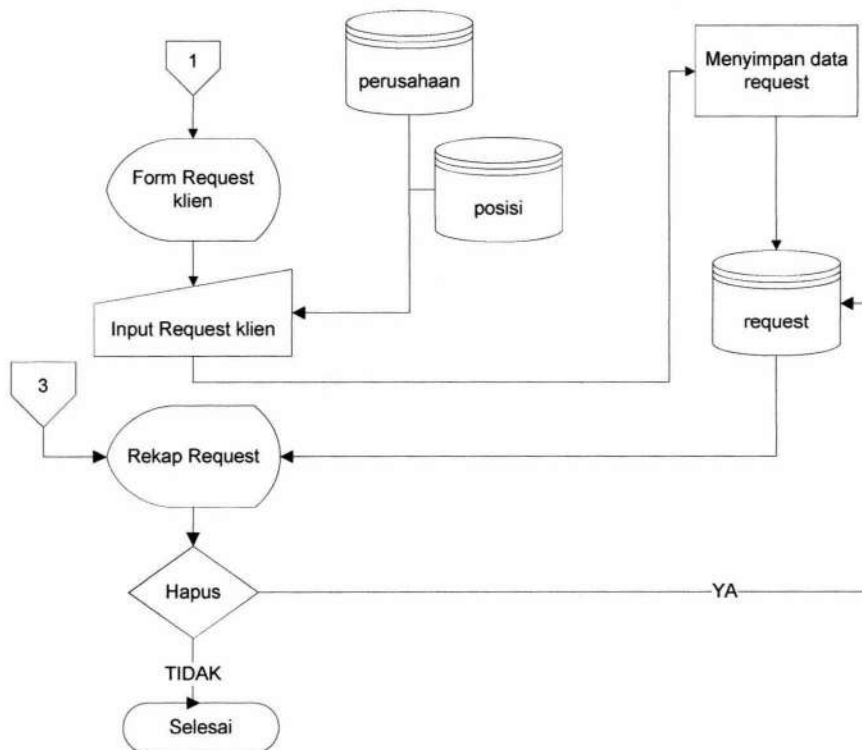 1
perusahaan
Menyimpan data
request
Form Request
klien
posisi
Input Request klien
request
3
Rekap Request
Hapus
YA
TIDAK
Selesai